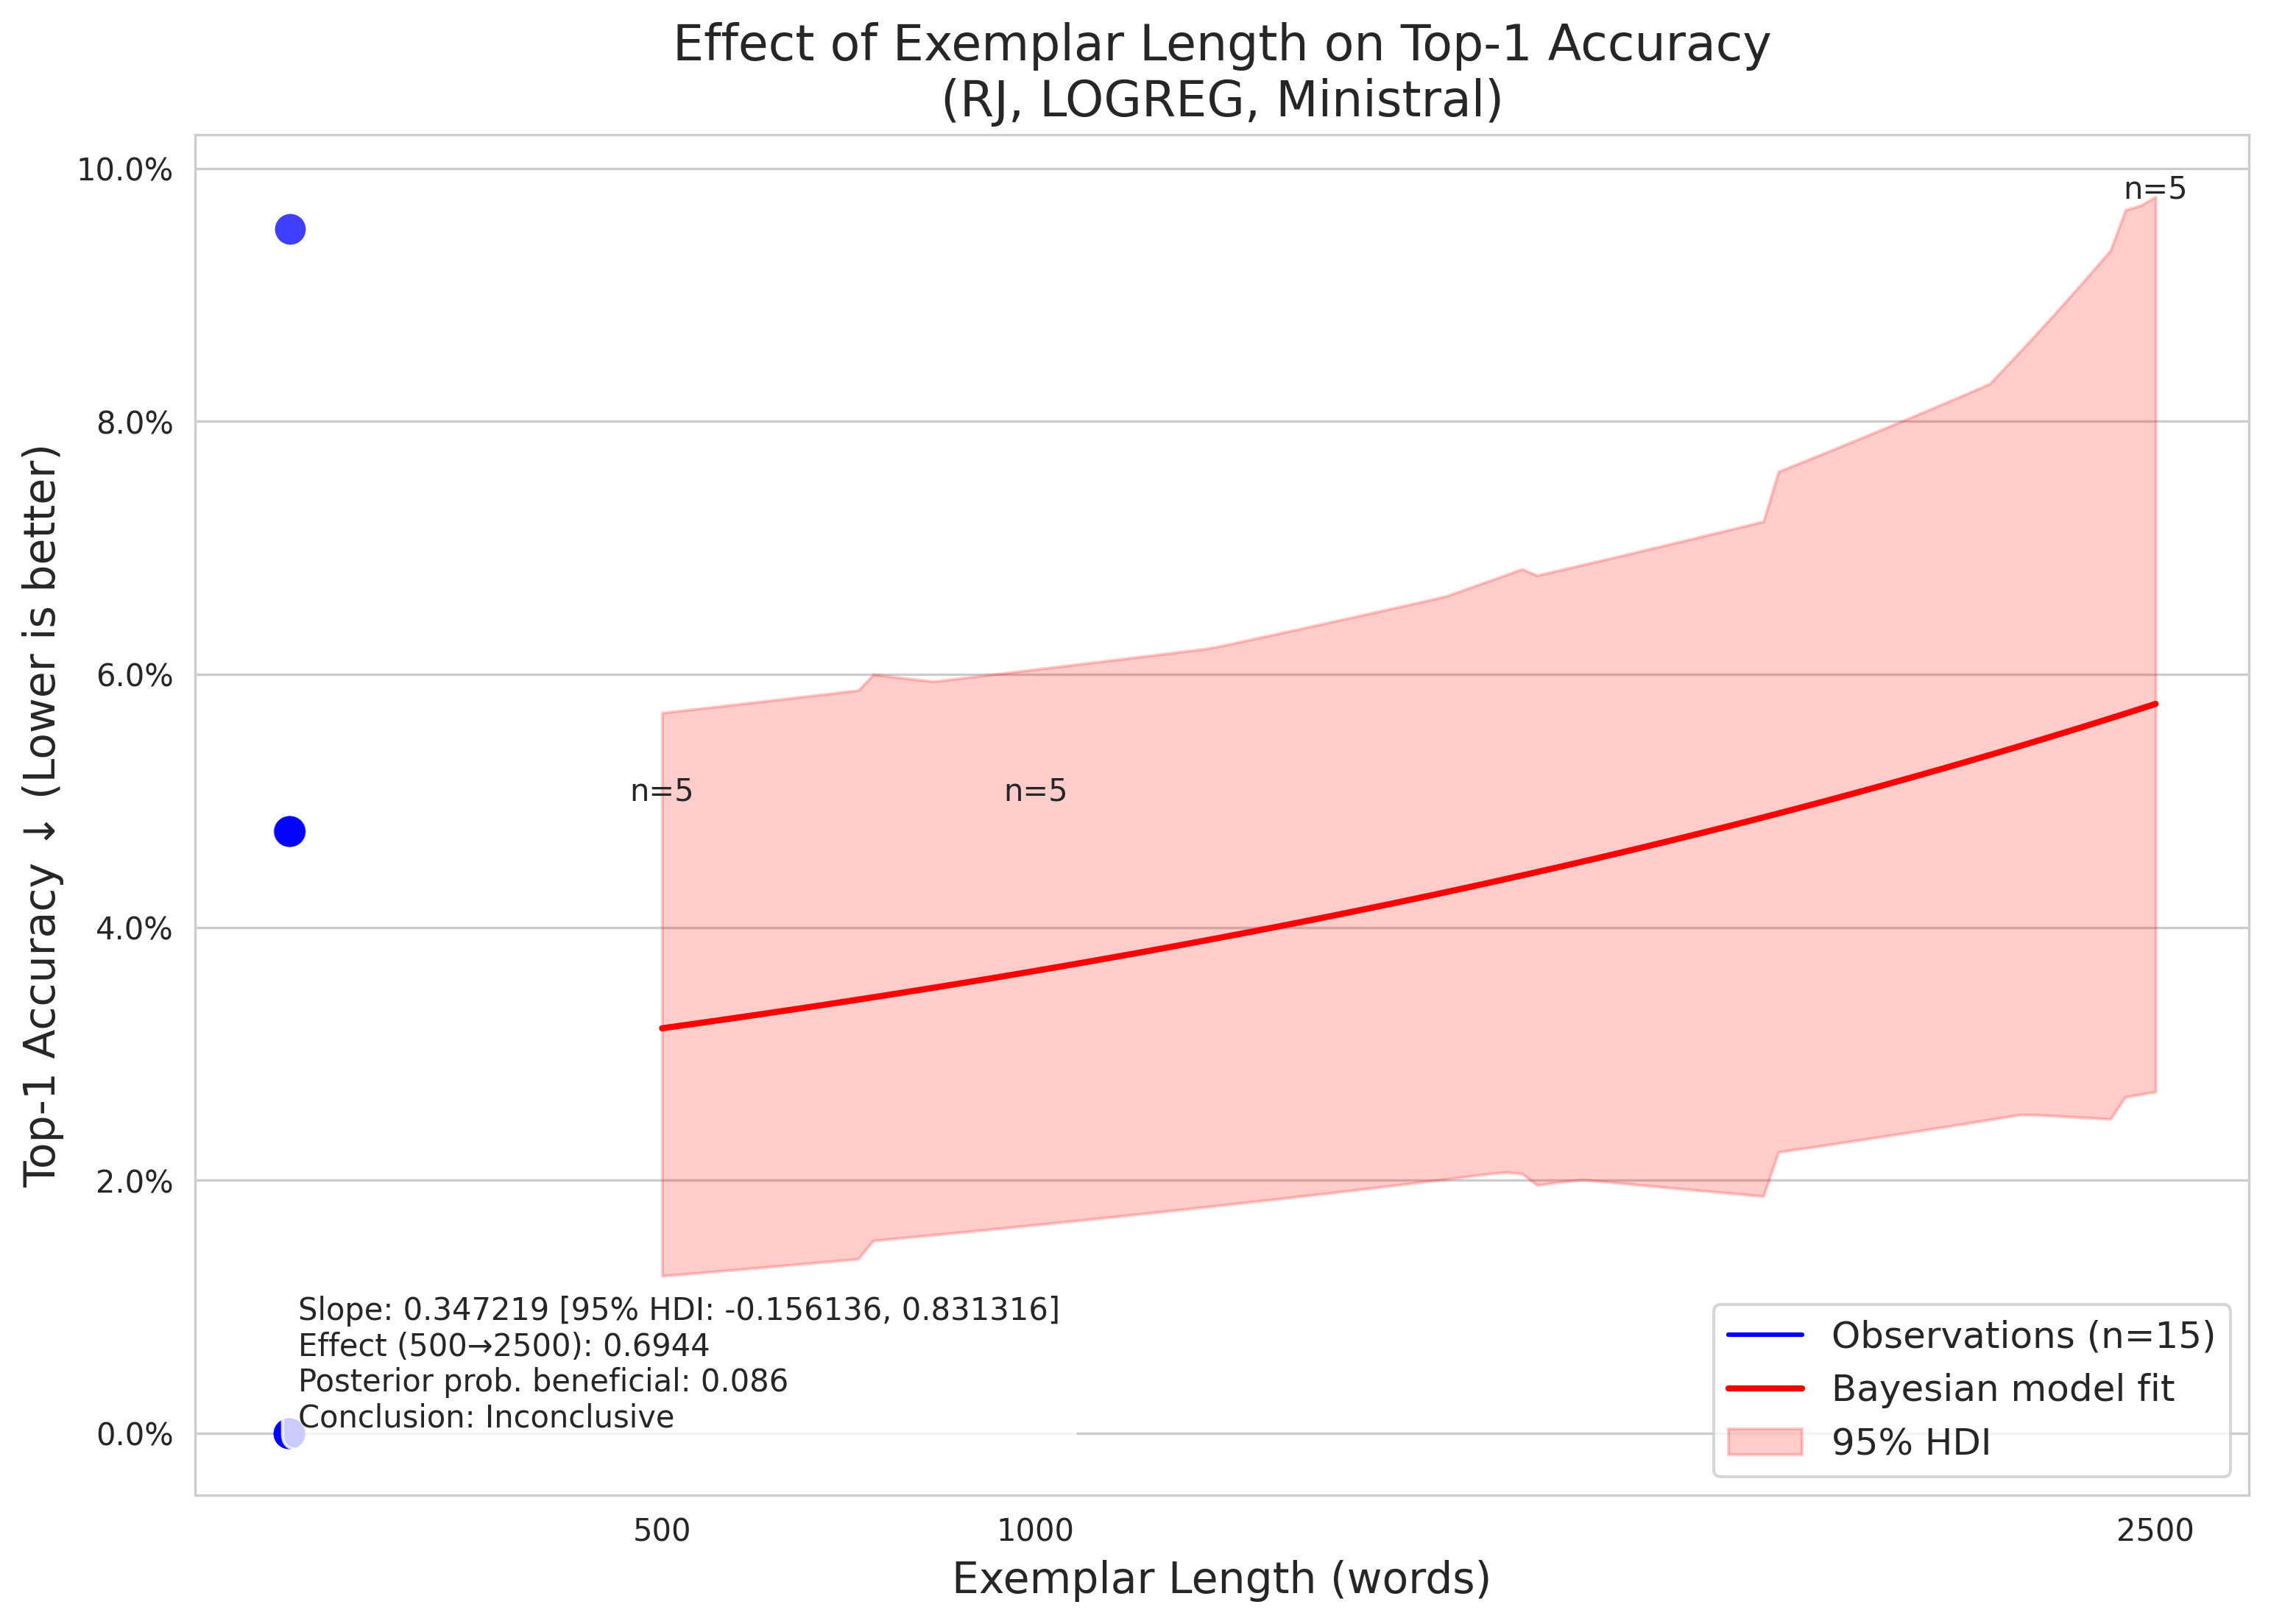 Effect of Exemplar Length on Top-1 Accuracy
(RJ, LOGREG, Ministral)
Top-1 Accuracy ↓ (Lower is better)
10.0%
8.0%
6.0%
4.0%
2.0%
0.0%
n=5
n=5
n=5
Slope: 0.347219 [95% HDI: -0.156136, 0.831316]
Effect (500→2500): 0.6944
Posterior prob. beneficial: 0.086
Conclusion: Inconclusive
Observations (n=15)
Bayesian model fit
95% HDI
500
1000
2500
Exemplar Length (words)